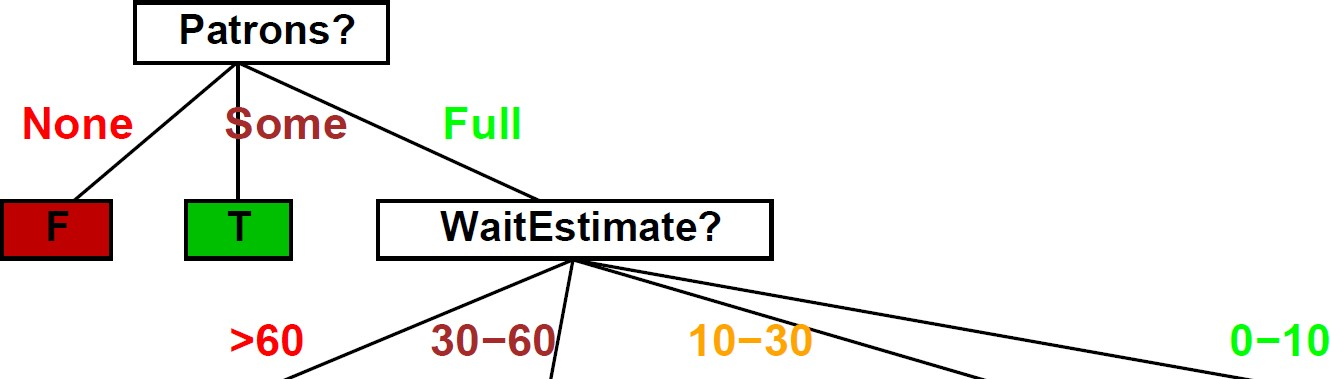 Patrons?
None Some Full
F T WaitEstimate?
>60 30−60 10−30 0−10